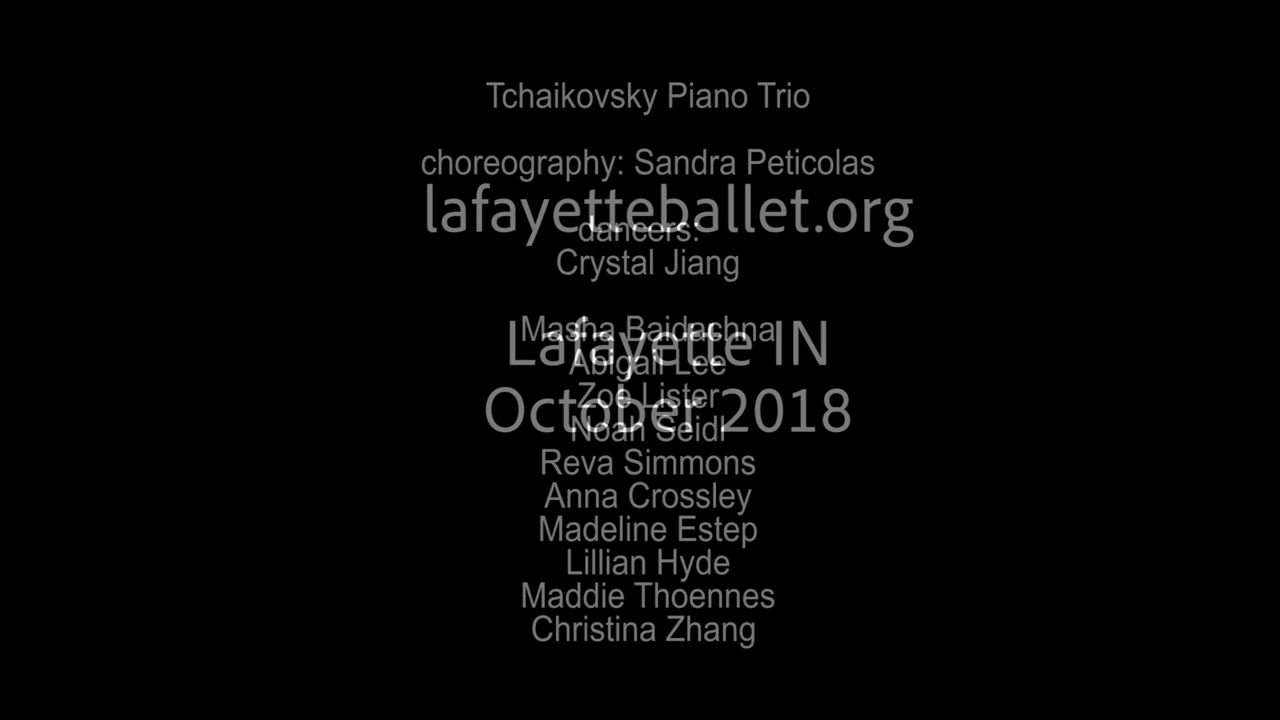 Tchaikovsky Piano Trio
choreography: Sandra Peticolas
lafayetteballet.org
dancers:
Crystal Jiang
Masha Baidachna
Lafayette IN
Abigail Lee
Zoe Lister
October 2018
Noah Seidl
Reva Simmons
Anna Crossley
Madeline Estep
Lillian Hyde
Maddie Thoennes
Christina Zhang